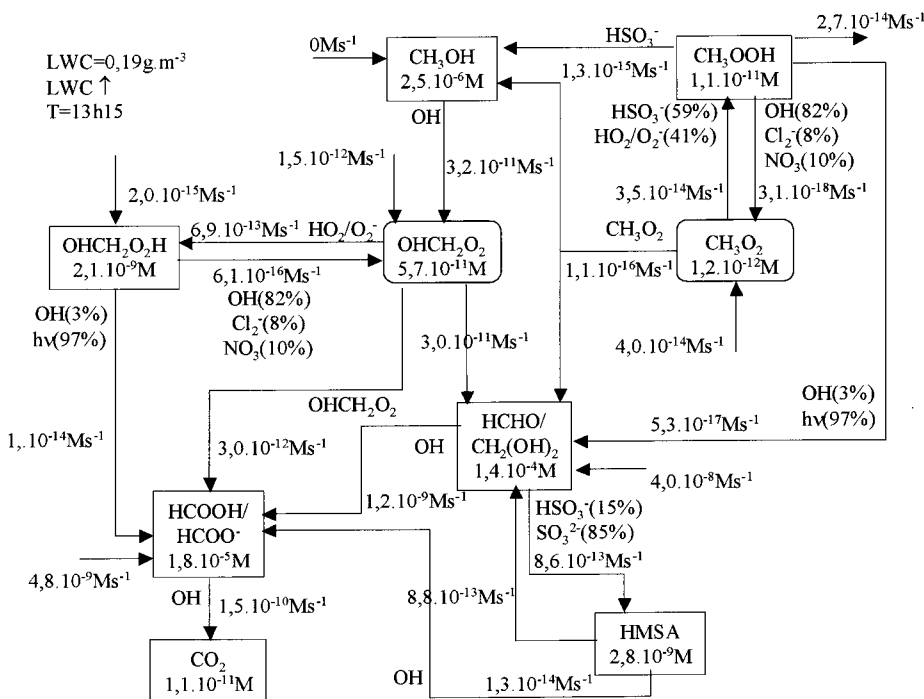 LWC=0,19g.m⁻³
LWC ↑
T=13h15
0Ms⁻¹
CH₃OH
2,5.10⁻⁶M
HSO₃⁻
1,3.10⁻¹⁵Ms⁻¹
CH₃OOH
1,1.10⁻¹¹M
2,7.10⁻¹⁴Ms⁻¹
OH
3,2.10⁻¹¹Ms⁻¹
HSO₃⁻(59%)
HO₂/O₂⁻(41%)
3,5.10⁻¹⁴Ms⁻¹
OH(82%)
Cl₂⁻(8%)
NO₃(10%)
3,1.10⁻¹⁸Ms⁻¹
1,5.10⁻¹²Ms⁻¹
2,0.10⁻¹⁵Ms⁻¹
OHCH₂O₂H
2,1.10⁻⁹M
6,9.10⁻¹³Ms⁻¹
HO₂/O₂⁻
OHCH₂O₂
5,7.10⁻¹¹M
CH₃O₂
1,1.10⁻¹⁶Ms⁻¹
CH₃O₂
1,2.10⁻¹²M
6,1.10⁻¹⁶Ms⁻¹
OH(82%)
Cl₂⁻(8%)
NO₃(10%)
OH(3%)
hν(97%)
3,0.10⁻¹¹Ms⁻¹
4,0.10⁻¹⁴Ms⁻¹
OHCH₂O₂
3,0.10⁻¹²Ms⁻¹
1,.10⁻¹⁴Ms⁻¹
HCHO/
CH₂(OH)₂
1,4.10⁻⁴M
OH
1,2.10⁻⁹Ms⁻¹
OH(3%)
hν(97%)
5,3.10⁻¹⁷Ms⁻¹
4,0.10⁻⁸Ms⁻¹
HCOOH/
HCOO⁻
1,8.10⁻⁵M
4,8.10⁻⁹Ms⁻¹
HSO₃⁻(15%)
SO₃²⁻(85%)
8,6.10⁻¹³Ms⁻¹
8,8.10⁻¹³Ms⁻¹
OH
1,5.10⁻¹⁰Ms⁻¹
HMSA
2,8.10⁻⁹M
CO₂
1,1.10⁻¹¹M
OH
1,3.10⁻¹⁴Ms⁻¹